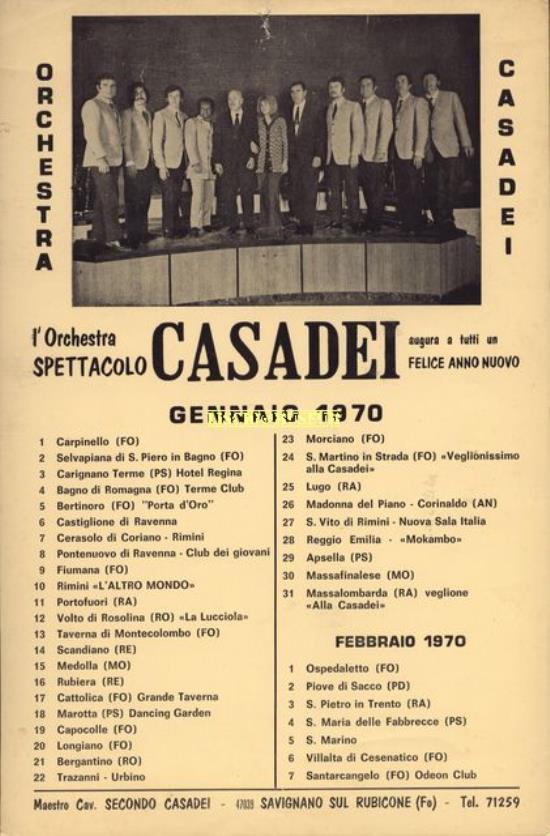 ORCHESTRA
CASADEI
l'Orchestra
SPETTACOLO
CASADEI
augura a tutti un
FELICE ANNO NUOVO
GENNAIO 1970
1 Carpinello (FO)
2 Selvapiana di S. Piero in Bagno (FO)
3 Carignano Terme (PS) Hotel Regina
4 Bagno di Romagna (FO) Terme Club
5 Bertinoro (FO) "Porta d'Oro"
6 Castiglione di Ravenna
7 Cerasolo di Coriano - Rimini
8 Pontenuovo di Ravenna - Club dei giovani
9 Fiumana (FO)
10 Rimini «L'ALTRO MONDO»
11 Portofuori (RA)
12 Volto di Rosolina (RO) «La Lucciola»
13 Taverna di Montecolombo (FO)
14 Scandiano (RE)
15 Medolla (MO)
16 Rubiera (RE)
17 Cattolica (FO) Grande Taverna
18 Marotta (PS) Dancing Garden
19 Capocolle (FO)
20 Longiano (FO)
21 Bergantino (RO)
22 Trazanni - Urbino
23 Morciano (FO)
24 S. Martino in Strada (FO) «Veglionissimo
alla Casadei»
25 Lugo (RA)
26 Madonna del Piano - Corinaldo (AN)
27 S. Vito di Rimini - Nuova Sala Italia
28 Reggio Emilia - «Mokambo»
29 Apsella (PS)
30 Massafinalese (MO)
31 Massalombarda (RA) veglione
«Alla Casadei»
FEBBRAIO 1970
1 Ospedaletto (FO)
2 Piove di Sacco (PD)
3 S. Pietro in Trento (RA)
4 S. Maria delle Fabbrecce (PS)
5 S. Marino
6 Villalta di Cesenatico (FO)
7 Santarcangelo (FO) Odeon Club
Maestro Cav. SECONDO CASADEI - 47039 SAVIGNANO SUL RUBICONE (Fo) - Tel. 71259